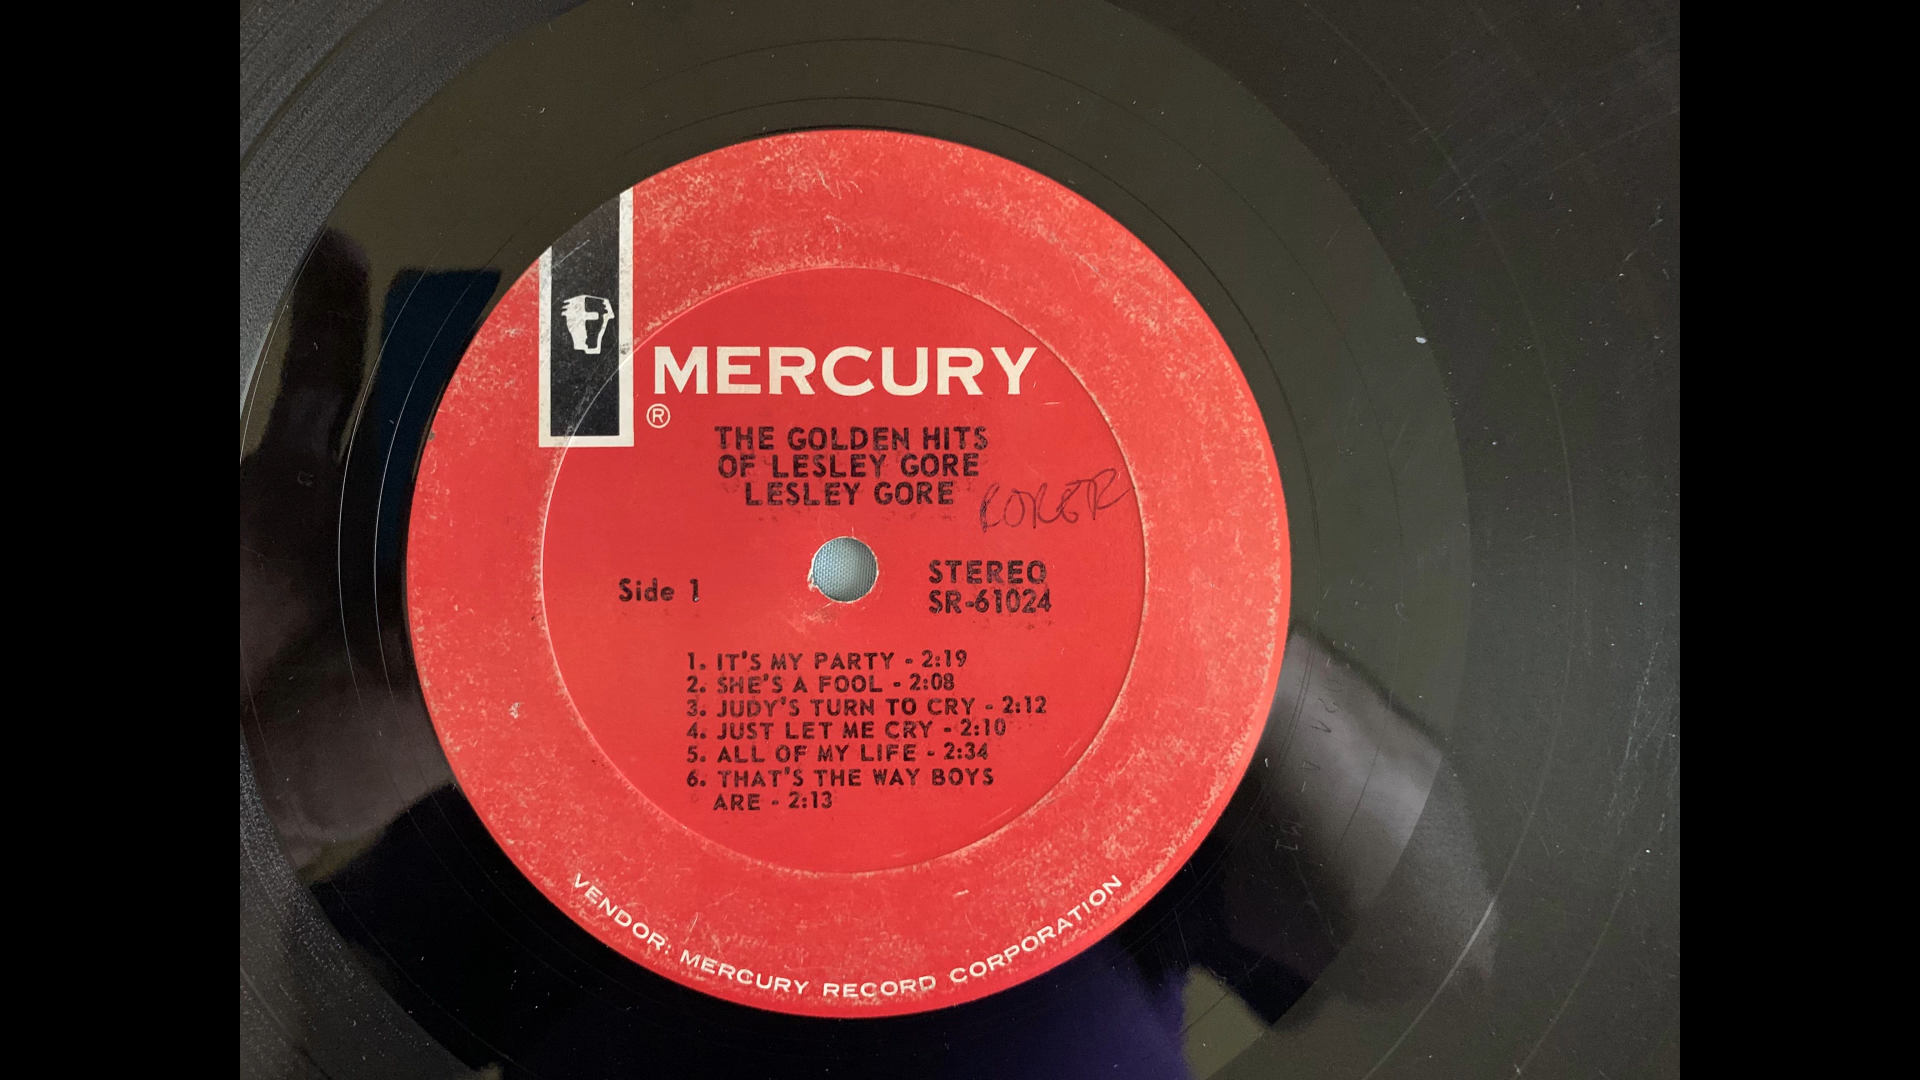 MERCURY
®
THE GOLDEN HITS
OF LESLEY GORE
LESLEY GORE
Side 1
STEREO
SR-61024
1. IT'S MY PARTY - 2:19
2. SHE'S A FOOL - 2:08
3. JUDY'S TURN TO CRY - 2:12
4. JUST LET ME CRY - 2:10
5. ALL OF MY LIFE - 2:34
6. THAT'S THE WAY BOYS
ARE - 2:13
VENDOR: MERCURY RECORD CORPORATION